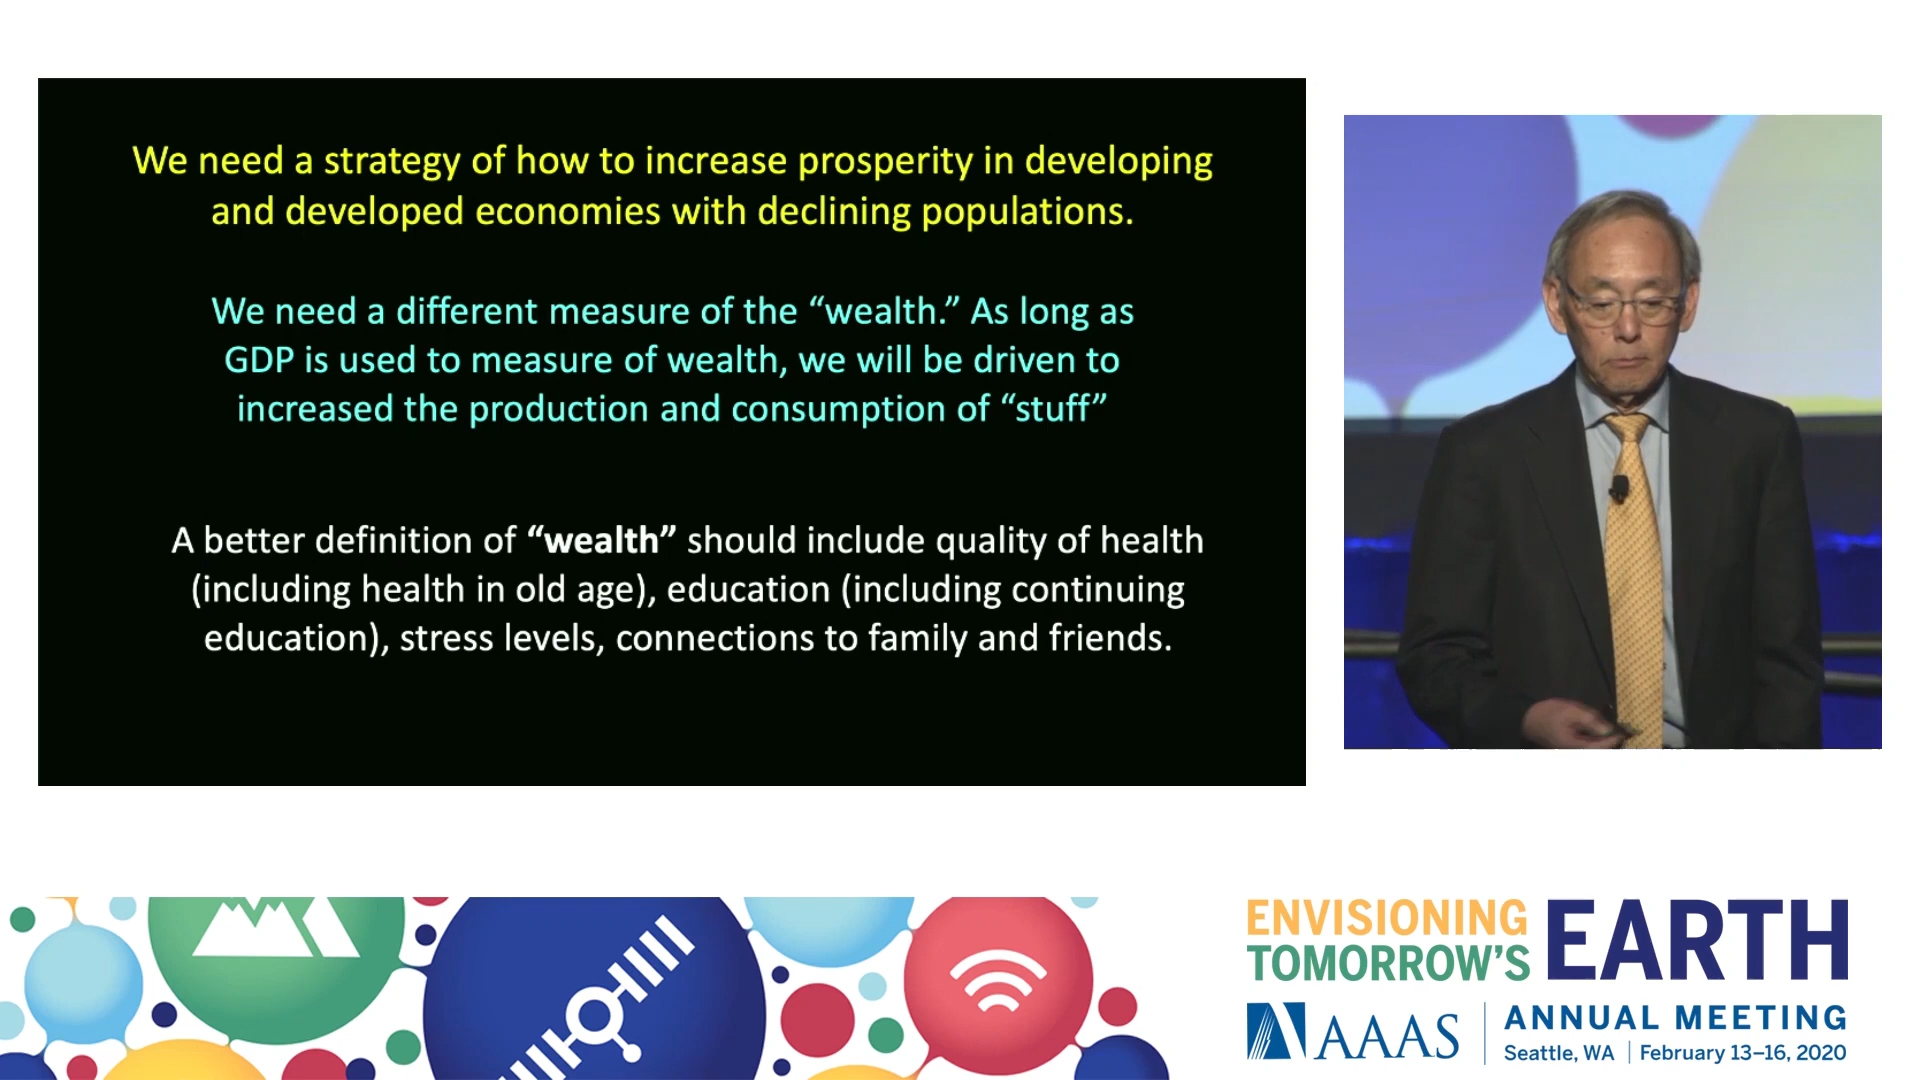 We need a strategy of how to increase prosperity in developing
and developed economies with declining populations.
We need a different measure of the “wealth.” As long as
GDP is used to measure of wealth, we will be driven to
increased the production and consumption of “stuff”
A better definition of “wealth” should include quality of health
(including health in old age), education (including continuing
education), stress levels, connections to family and friends.
ENVISIONING
TOMORROW’S EARTH
AAAS
ANNUAL MEETING
Seattle, WA | February 13–16, 2020